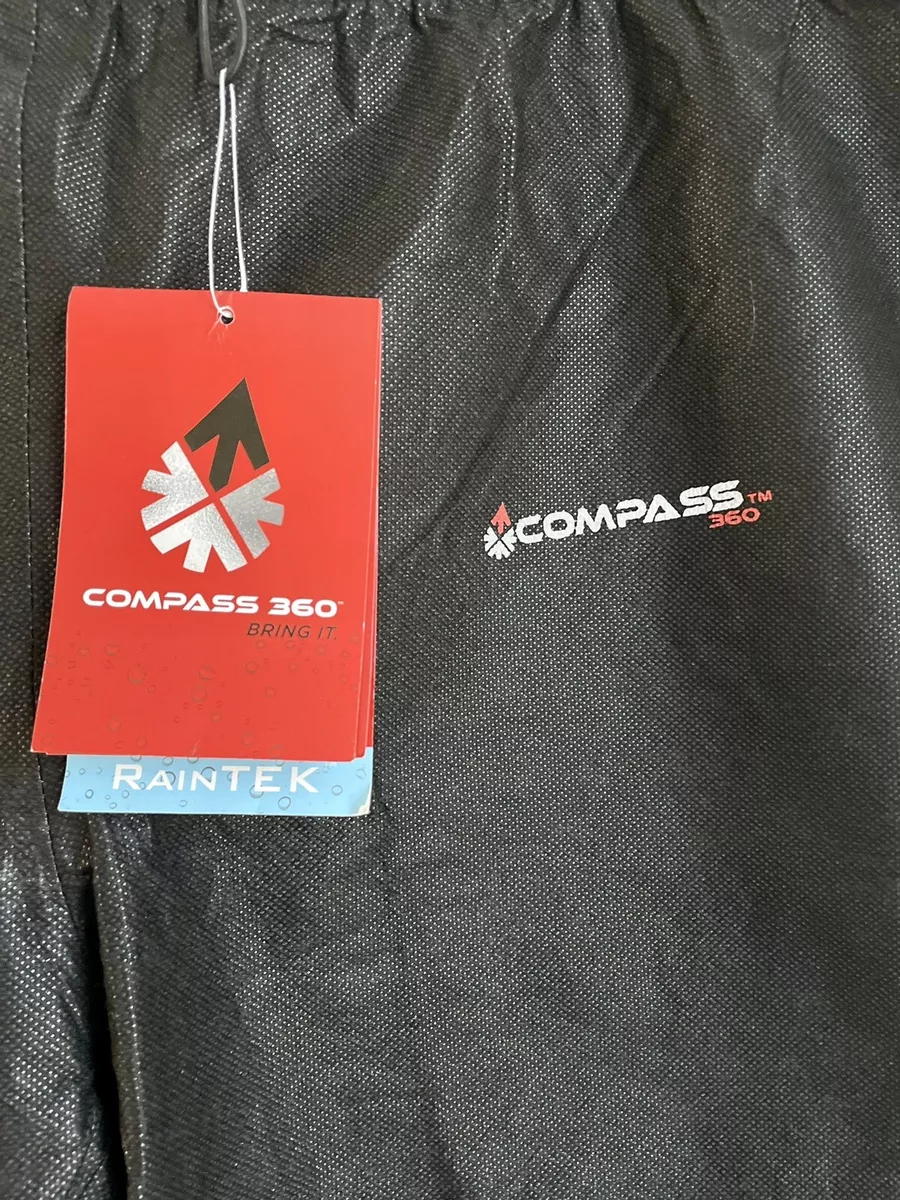 COMPASS 360™
BRING IT.
RAINTEK
COMPASS™
360